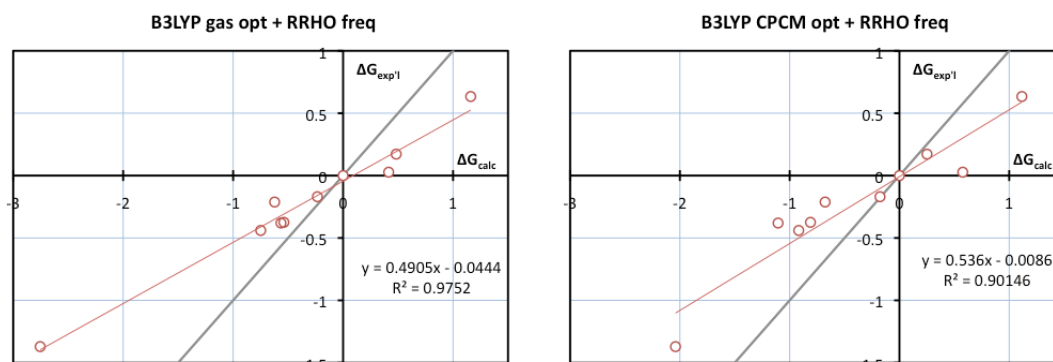 B3LYP gas opt + RRHO freq
1
ΔGexp'l
0.5
ΔGcalc
0
-3
-2
-1
0
1
-0.5
y = 0.4905x - 0.0444
R² = 0.9752
-1
B3LYP CPCM opt + RRHO freq
1
ΔGexp'l
0.5
ΔGcalc
0
-3
-2
-1
0
1
-0.5
y = 0.536x - 0.0086
R² = 0.90146
-1